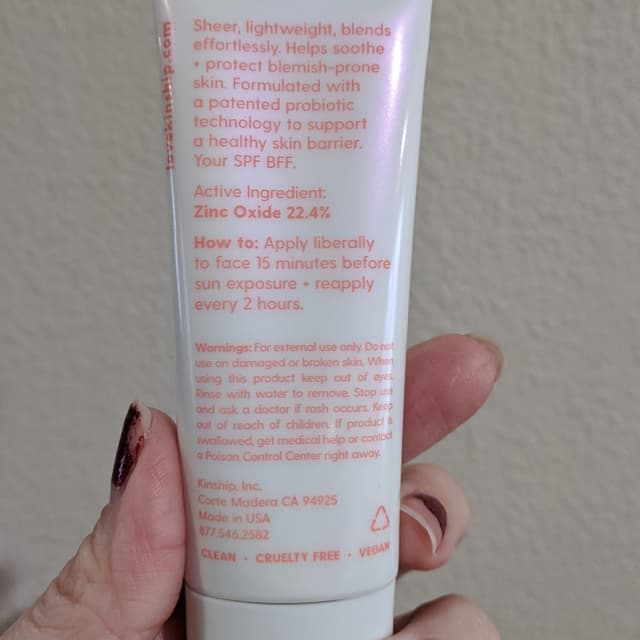 lovekinship.com
Sheer, lightweight, blends
effortlessly. Helps soothe
+ protect blemish-prone
skin. Formulated with
a patented probiotic
technology to support
a healthy skin barrier.
Your SPF BFF.
Active Ingredient:
Zinc Oxide 22.4%
How to: Apply liberally
to face 15 minutes before
sun exposure + reapply
every 2 hours.
Warnings: For external use only. Do not
use on damaged or broken skin. When
using this product keep out of eyes.
Rinse with water to remove. Stop use
and ask a doctor if rash occurs. Keep
out of reach of children. If product is
swallowed, get medical help or contact
a Poison Control Center right away.
Kinship, Inc.
Corte Madera CA 94925
Made in USA
877.546.2582
CLEAN · CRUELTY FREE · VEGAN